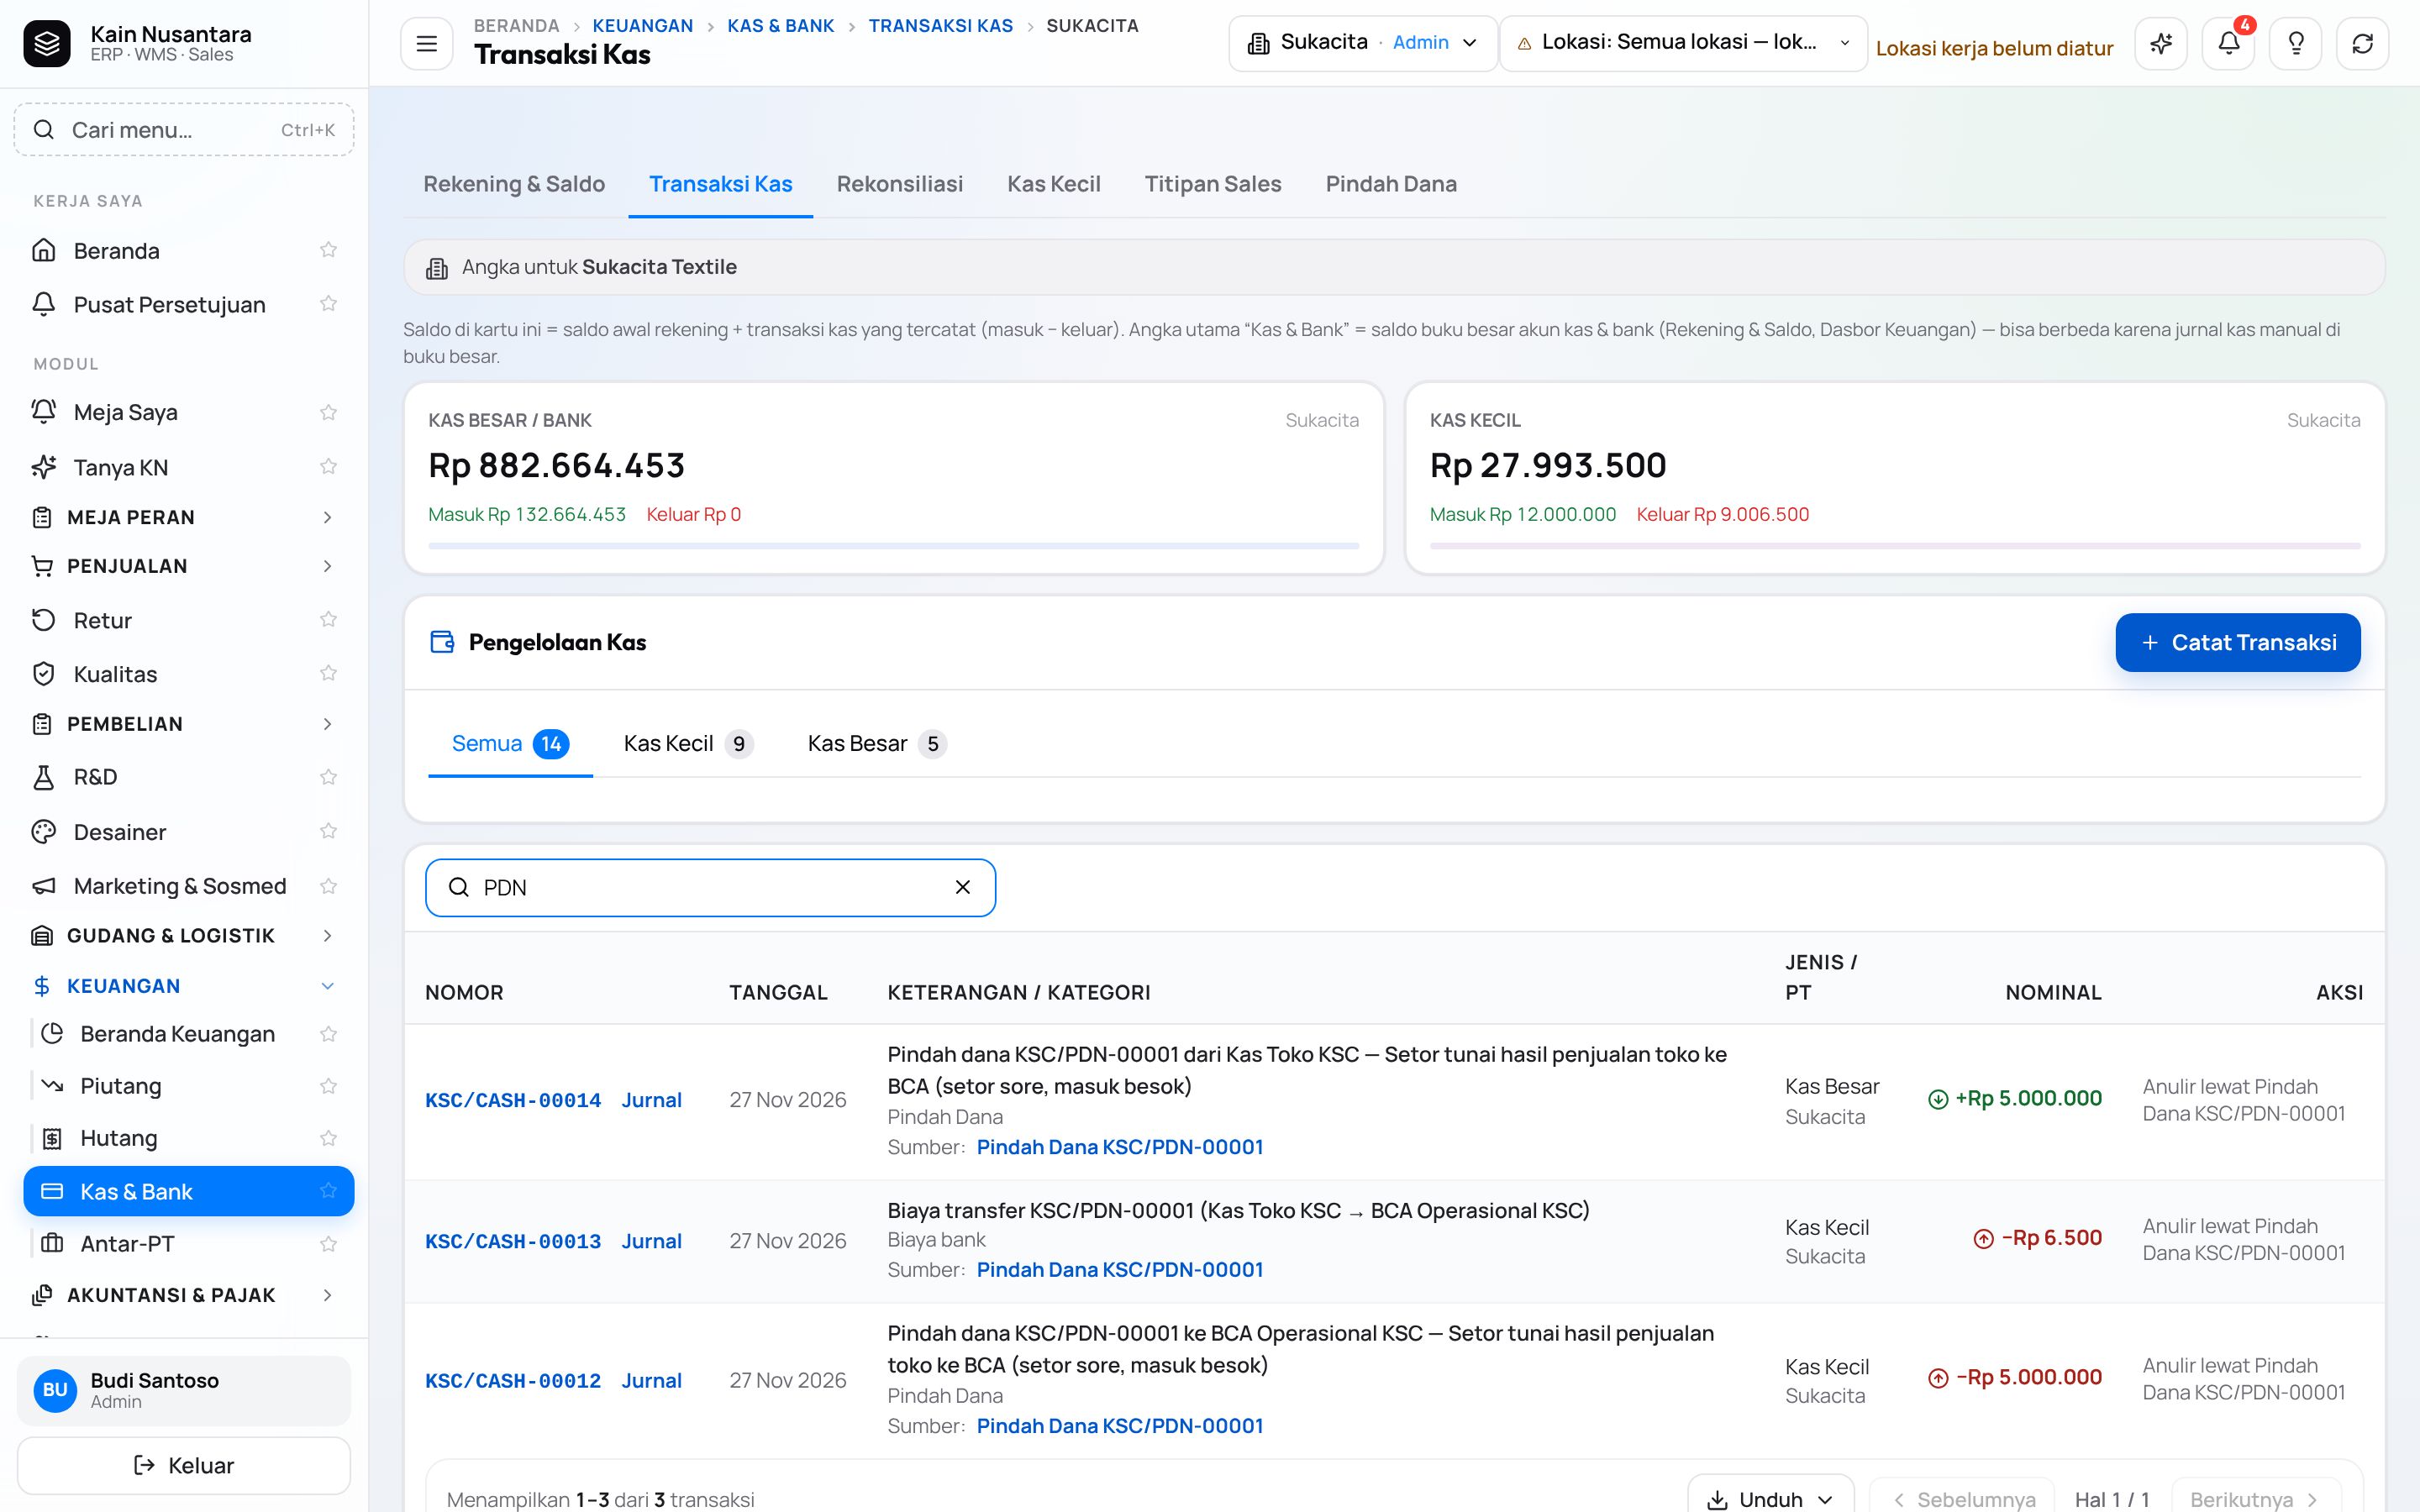 Kain Nusantara
ERP · WMS · Sales
Cari menu... Ctrl+K
KERJA SAYA
Beranda
Pusat Persetujuan
MODUL
Meja Saya
Tanya KN
MEJA PERAN
PENJUALAN
Retur
Kualitas
PEMBELIAN
R&D
Desainer
Marketing & Sosmed
GUDANG & LOGISTIK
KEUANGAN
Beranda Keuangan
Piutang
Hutang
Kas & Bank
Antar-PT
AKUNTANSI & PAJAK
BU
Budi Santoso
Admin
Keluar
BERANDA > KEUANGAN > KAS & BANK > TRANSAKSI KAS > SUKACITA
Transaksi Kas
Sukacita · Admin
Lokasi: Semua lokasi — lok...
Lokasi kerja belum diatur
4
Rekening & Saldo Transaksi Kas Rekonsiliasi Kas Kecil Titipan Sales Pindah Dana
Angka untuk Sukacita Textile
Saldo di kartu ini = saldo awal rekening + transaksi kas yang tercatat (masuk − keluar). Angka utama “Kas & Bank” = saldo buku besar akun kas & bank (Rekening & Saldo, Dasbor Keuangan) — bisa berbeda karena jurnal kas manual di
buku besar.
KAS BESAR / BANK Sukacita
Rp 882.664.453
Masuk Rp 132.664.453 Keluar Rp 0
KAS KECIL Sukacita
Rp 27.993.500
Masuk Rp 12.000.000 Keluar Rp 9.006.500
Pengelolaan Kas
+ Catat Transaksi
Semua 14 Kas Kecil 9 Kas Besar 5
PDN
NOMOR TANGGAL KETERANGAN / KATEGORI JENIS / PT NOMINAL AKSI
KSC/CASH-00014 Jurnal 27 Nov 2026
Pindah dana KSC/PDN-00001 dari Kas Toko KSC — Setor tunai hasil penjualan toko ke
BCA (setor sore, masuk besok)
Pindah Dana
Sumber: Pindah Dana KSC/PDN-00001
Kas Besar
Sukacita
+Rp 5.000.000
Anulir lewat Pindah
Dana KSC/PDN-00001
KSC/CASH-00013 Jurnal 27 Nov 2026
Biaya transfer KSC/PDN-00001 (Kas Toko KSC → BCA Operasional KSC)
Biaya bank
Sumber: Pindah Dana KSC/PDN-00001
Kas Kecil
Sukacita
−Rp 6.500
Anulir lewat Pindah
Dana KSC/PDN-00001
KSC/CASH-00012 Jurnal 27 Nov 2026
Pindah dana KSC/PDN-00001 ke BCA Operasional KSC — Setor tunai hasil penjualan
toko ke BCA (setor sore, masuk besok)
Pindah Dana
Sumber: Pindah Dana KSC/PDN-00001
Kas Kecil
Sukacita
−Rp 5.000.000
Anulir lewat Pindah
Dana KSC/PDN-00001
Menampilkan 1–3 dari 3 transaksi
Unduh
Sebelumnya Hal 1 / 1 Berikutnya